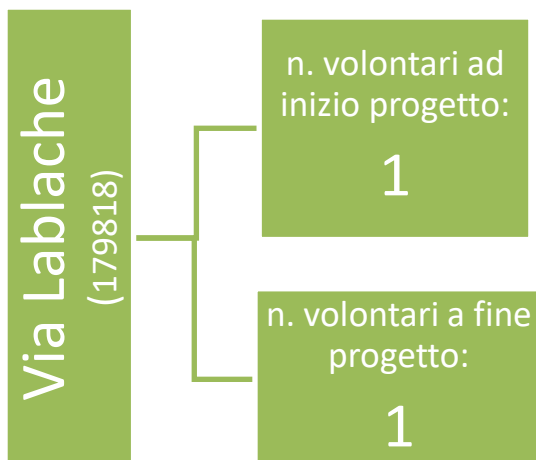 Via Lablache
(179818)
n. volontari ad
inizio progetto:
1
n. volontari a fine
progetto:
1